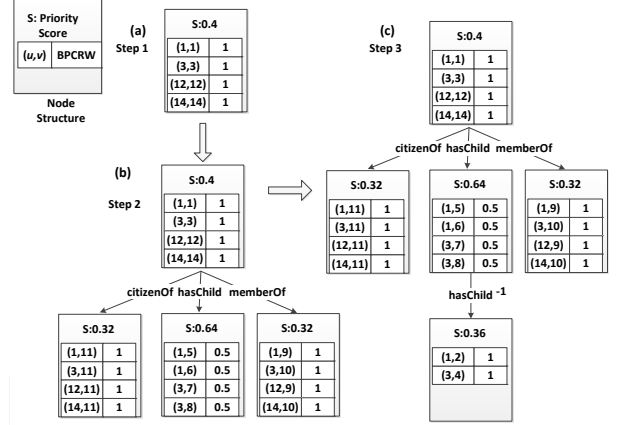 S: Priority
Score
(u,v) BPCRW
Node
Structure
(a)
Step 1
S:0.4
(1,1) 1
(3,3) 1
(12,12) 1
(14,14) 1
(b)
Step 2
S:0.4
(1,1) 1
(3,3) 1
(12,12) 1
(14,14) 1
citizenOf hasChild memberOf
S:0.32
(1,11) 1
(3,11) 1
(12,11) 1
(14,11) 1
S:0.64
(1,5) 0.5
(1,6) 0.5
(3,7) 0.5
(3,8) 0.5
S:0.32
(1,9) 1
(3,10) 1
(12,9) 1
(14,10) 1
(c)
Step 3
S:0.4
(1,1) 1
(3,3) 1
(12,12) 1
(14,14) 1
citizenOf hasChild memberOf
S:0.32
(1,11) 1
(3,11) 1
(12,11) 1
(14,11) 1
S:0.64
(1,5) 0.5
(1,6) 0.5
(3,7) 0.5
(3,8) 0.5
S:0.32
(1,9) 1
(3,10) 1
(12,9) 1
(14,10) 1
hasChild -1
S:0.36
(1,2) 1
(3,4) 1